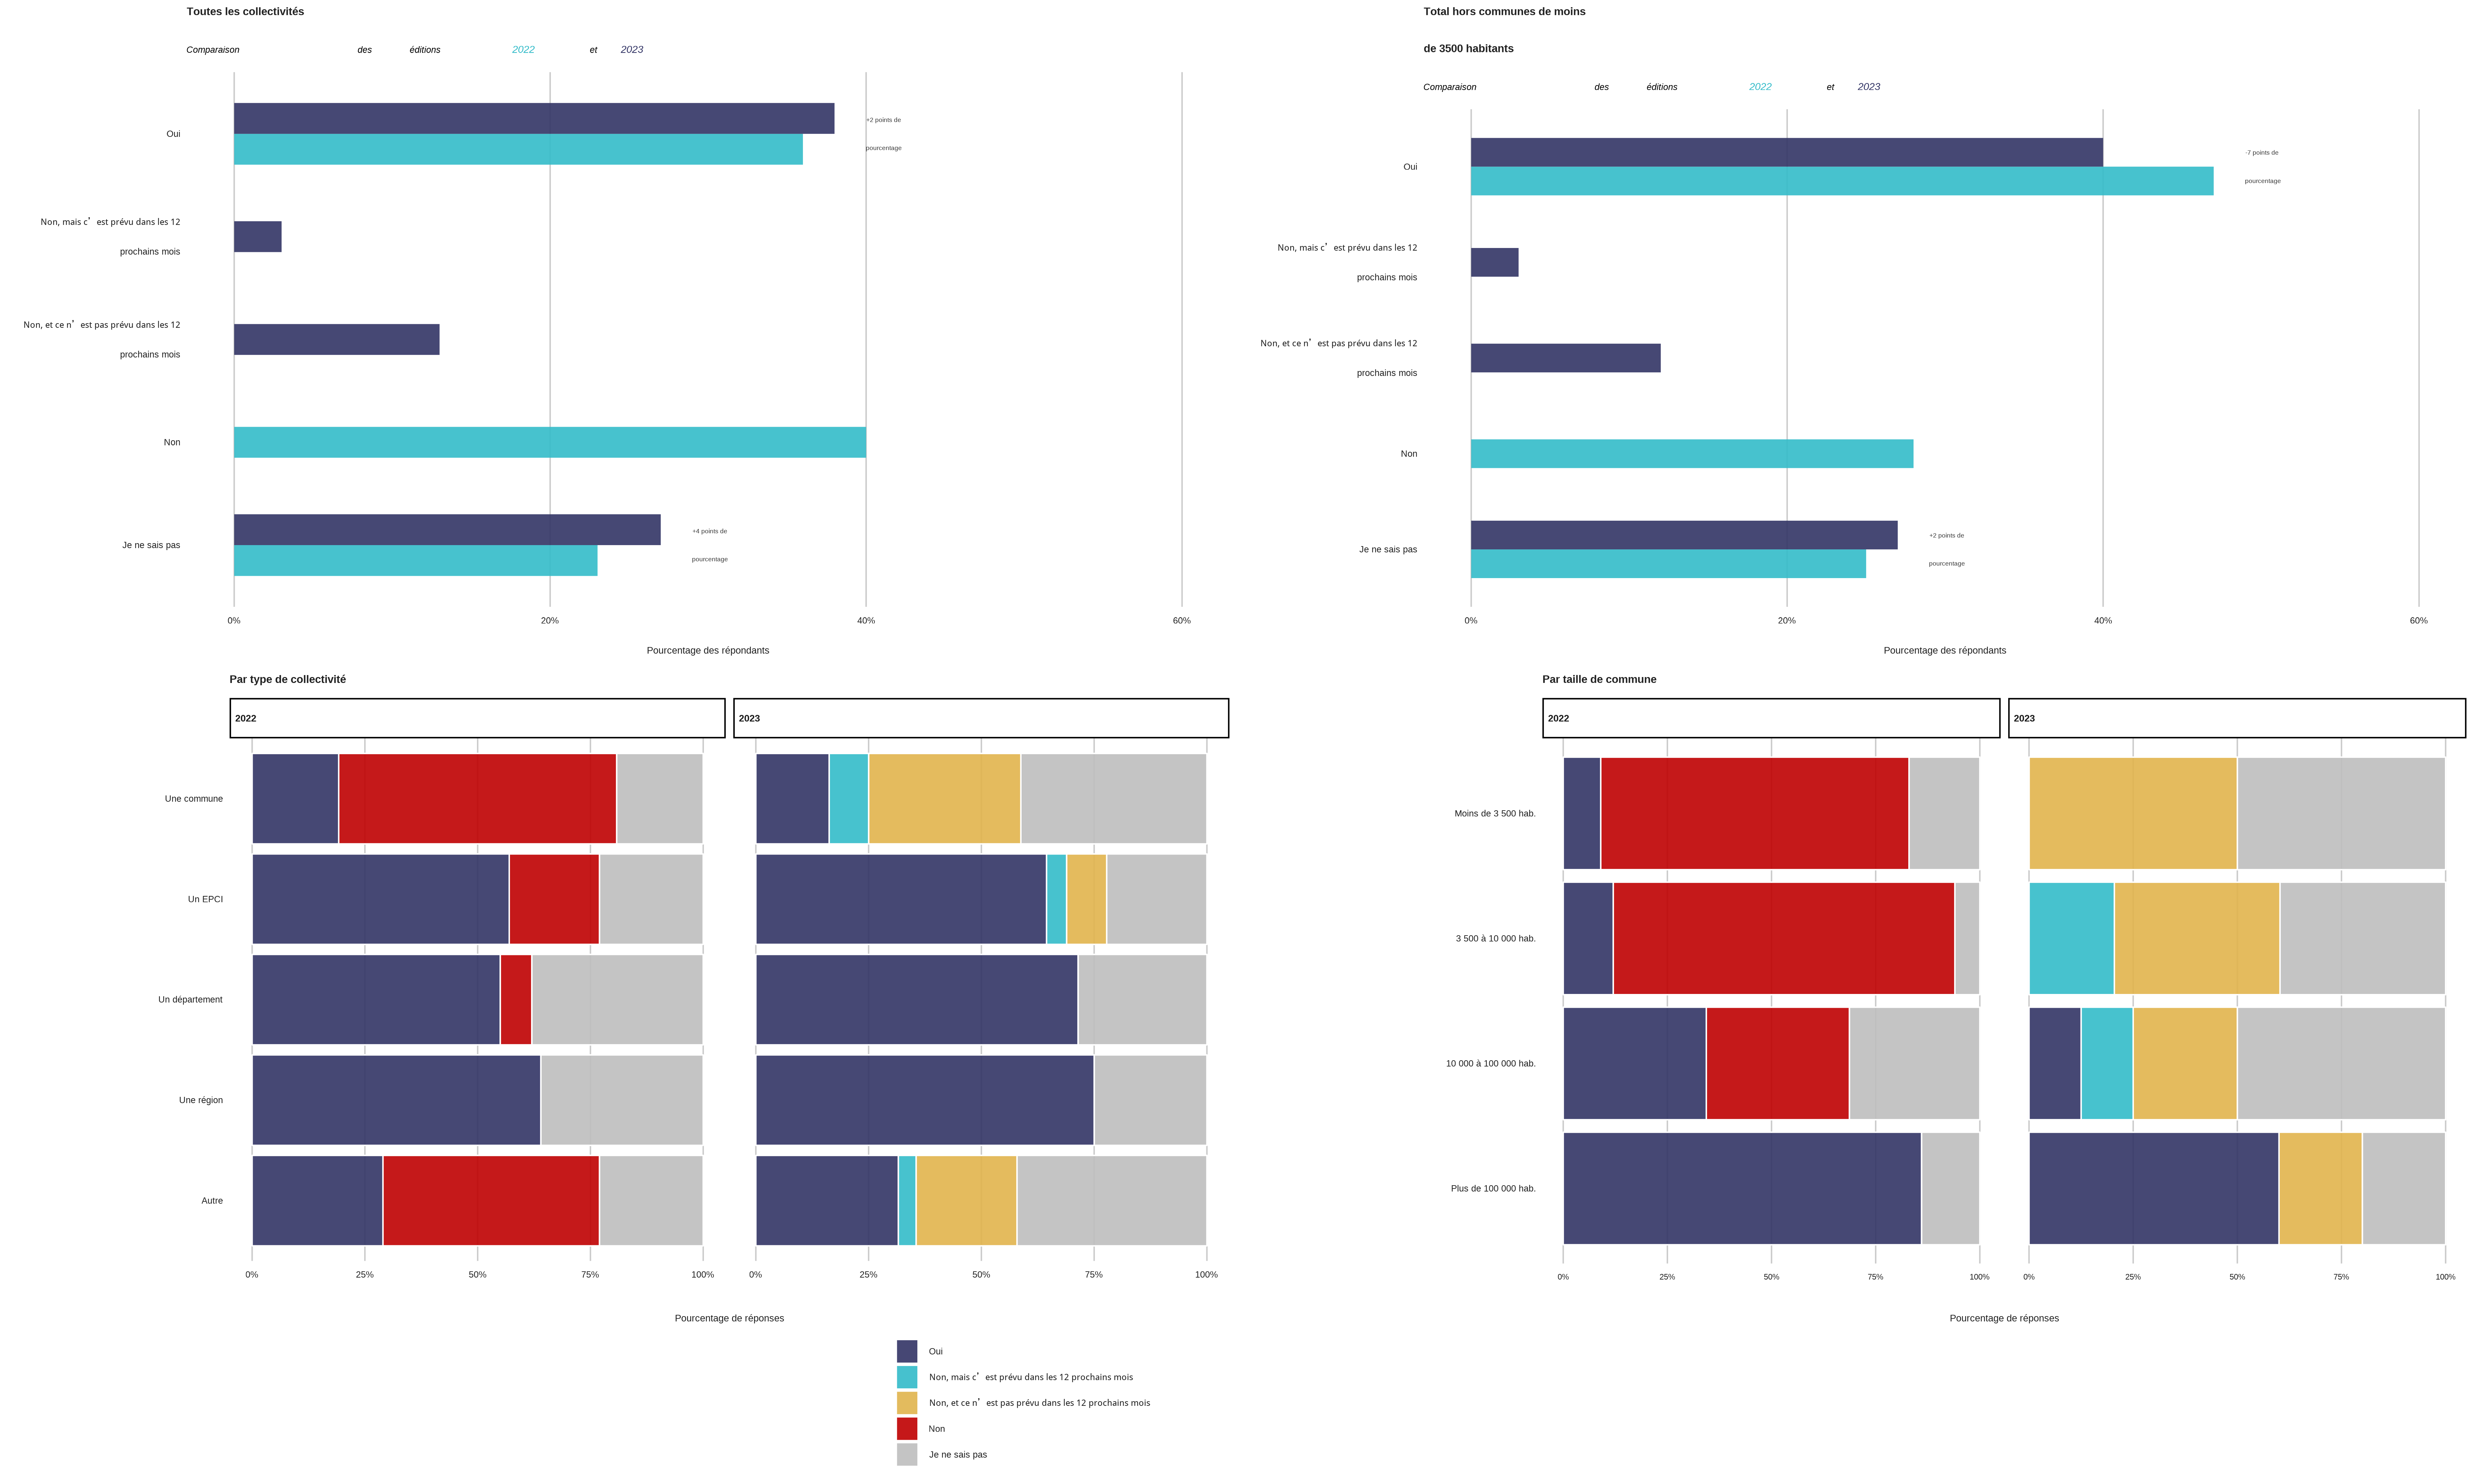 Toutes les collectivités
Comparaison des éditions 2022 et 2023
Oui
+2 points de
pourcentage
Non, mais c’est prévu dans les 12
prochains mois
Non, et ce n’est pas prévu dans les 12
prochains mois
Non
Je ne sais pas
+4 points de
pourcentage
0% 20% 40% 60%
Pourcentage des répondants
Total hors communes de moins
de 3500 habitants
Comparaison des éditions 2022 et 2023
Oui
-7 points de
pourcentage
Non, mais c’est prévu dans les 12
prochains mois
Non, et ce n’est pas prévu dans les 12
prochains mois
Non
Je ne sais pas
+2 points de
pourcentage
0% 20% 40% 60%
Pourcentage des répondants
Par type de collectivité
2022 2023
Une commune
Un EPCI
Un département
Une région
Autre
0% 25% 50% 75% 100% 0% 25% 50% 75% 100%
Pourcentage de réponses
Par taille de commune
2022 2023
Moins de 3 500 hab.
3 500 à 10 000 hab.
10 000 à 100 000 hab.
Plus de 100 000 hab.
0% 25% 50% 75% 100% 0% 25% 50% 75% 100%
Pourcentage de réponses
Oui
Non, mais c’est prévu dans les 12 prochains mois
Non, et ce n’est pas prévu dans les 12 prochains mois
Non
Je ne sais pas